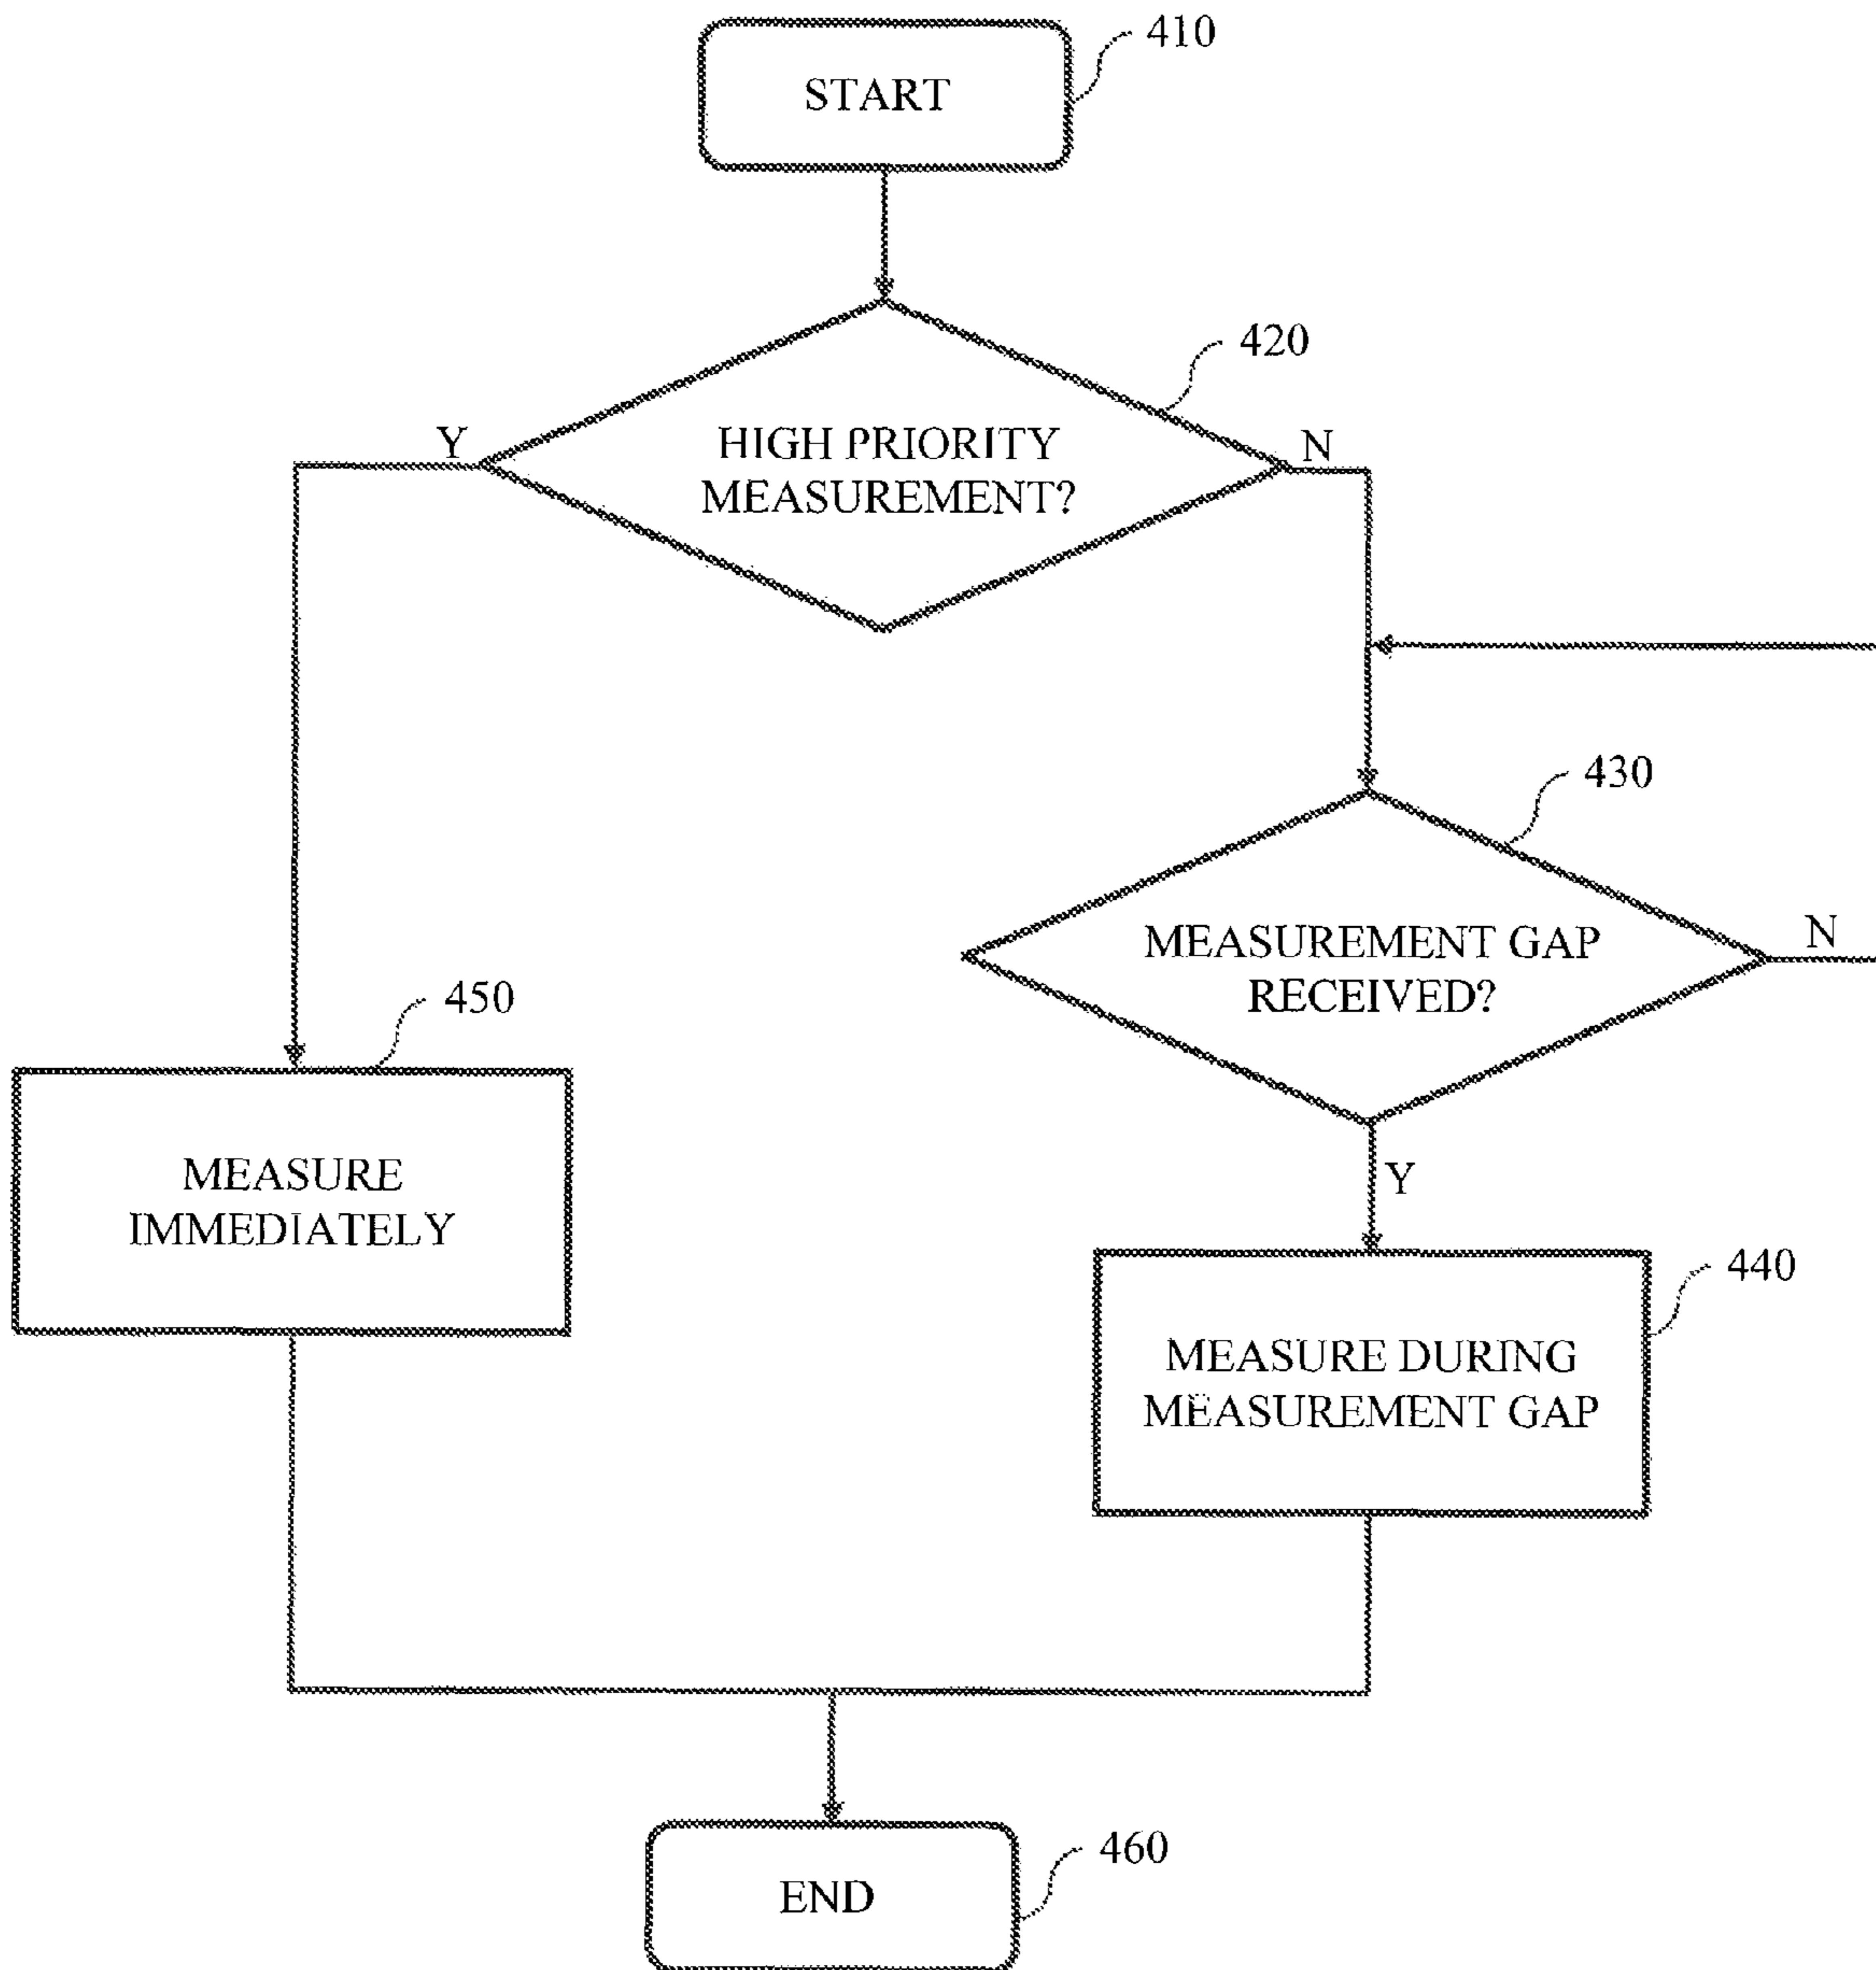 410
START
420
Y
HIGH PRIORITY
MEASUREMENT?
N
430
MEASUREMENT GAP
RECEIVED?
N
450
MEASURE
IMMEDIATELY
Y
440
MEASURE DURING
MEASUREMENT GAP
460
END